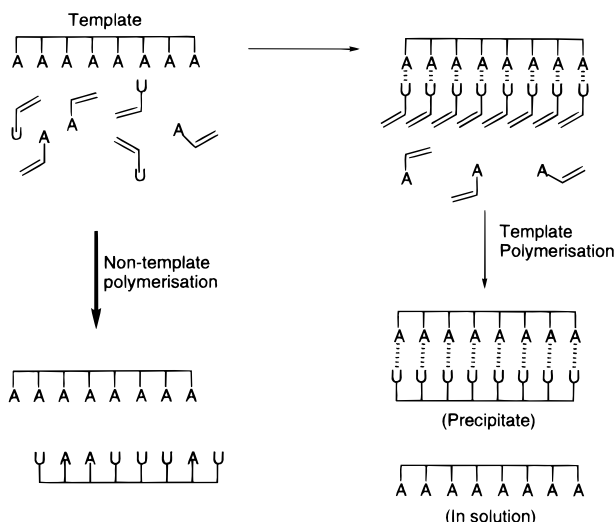 Template
A A A A A A A A
U
A
A
U
U
A
A A A A A A A A
U U U U U U U U
A
A
A
Non-template
polymerisation
Template
Polymerisation
A A A A A A A A
U A A U U U A U
A A A A A A A A
U U U U U U U U
(Precipitate)
A A A A A A A A
(In solution)